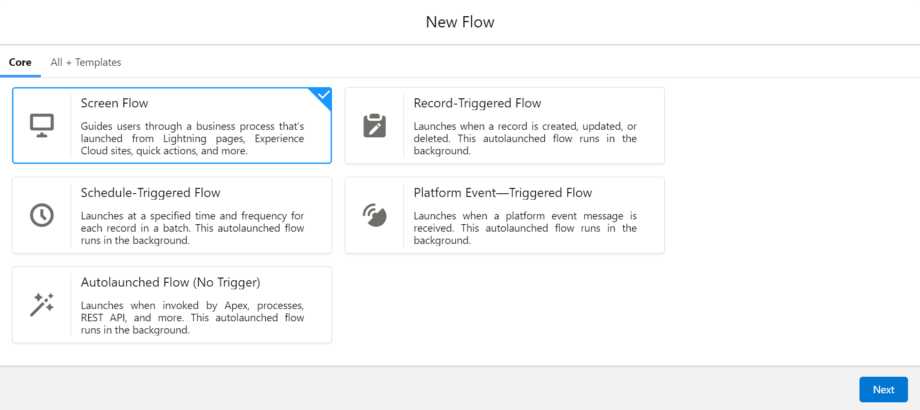 New Flow
Core
All + Templates
Screen Flow
Guides users through a business process that's
launched from Lightning pages, Experience
Cloud sites, quick actions, and more.
Record-Triggered Flow
Launches when a record is created, updated, or
deleted. This autolaunched flow runs in the
background.
Schedule-Triggered Flow
Launches at a specified time and frequency for
each record in a batch. This autolaunched flow
runs in the background.
Platform Event—Triggered Flow
Launches when a platform event message is
received. This autolaunched flow runs in the
background.
Autolaunched Flow (No Trigger)
Launches when invoked by Apex, processes,
REST API, and more. This autolaunched flow
runs in the background.
Next